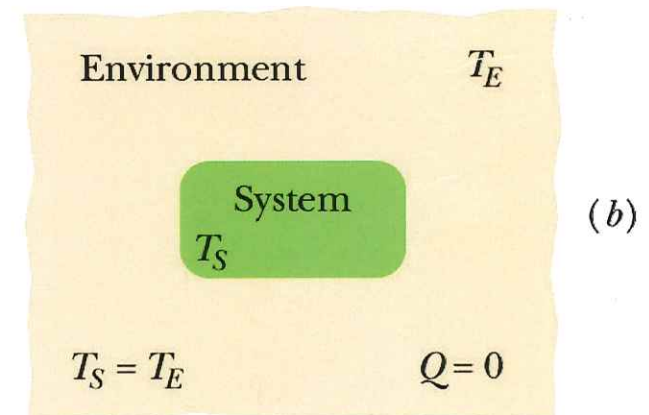 Environment T_E
System
T_S
(b)
T_S = T_E Q = 0